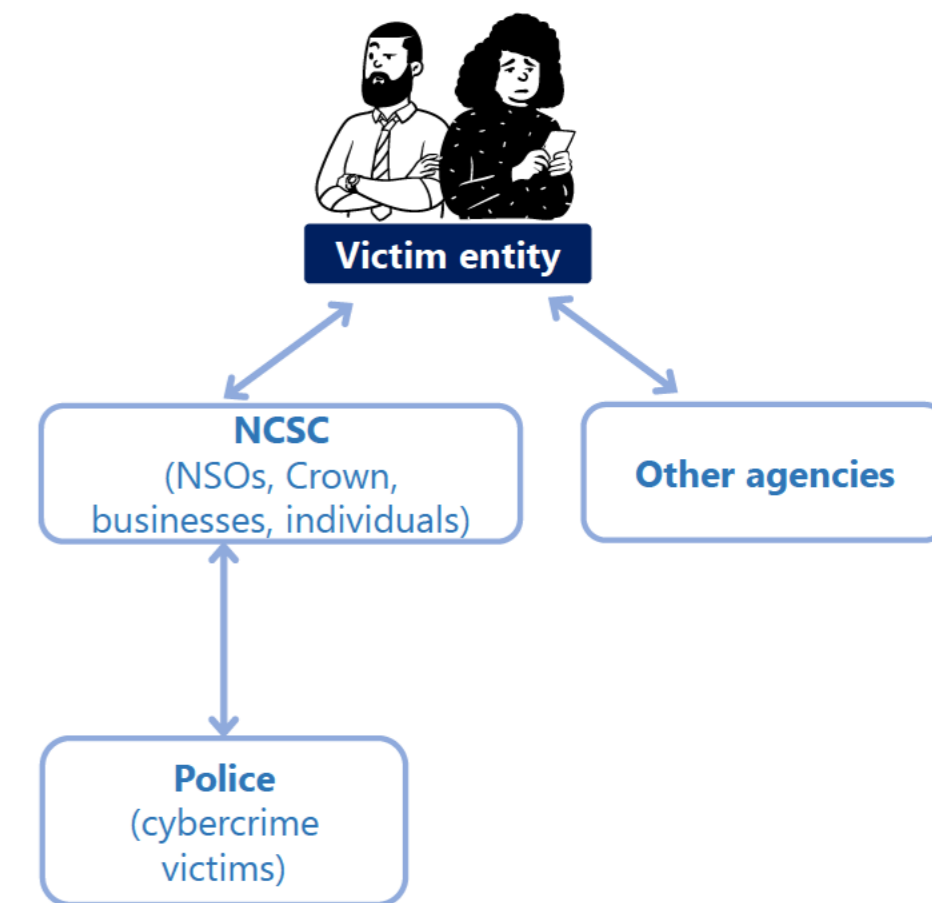 Victim entity
NCSC
(NSOs, Crown,
businesses, individuals)
Other agencies
Police
(cybercrime
victims)